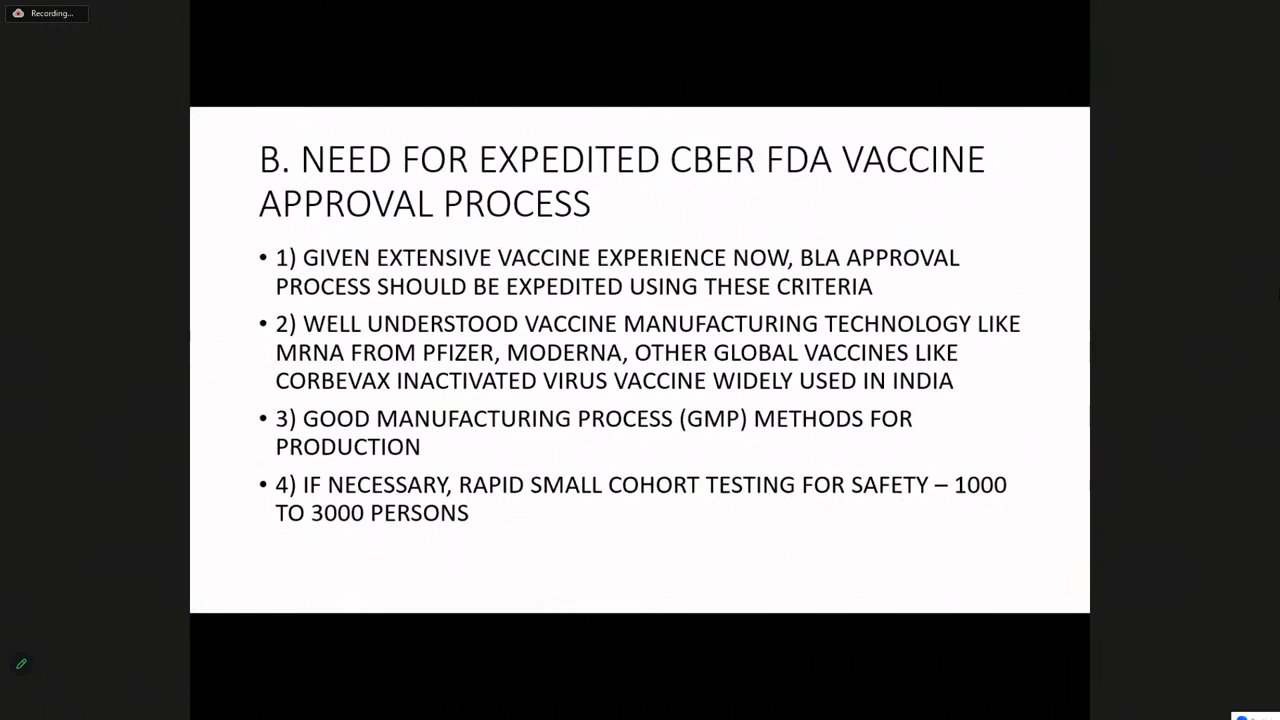 Recording...
B. NEED FOR EXPEDITED CBER FDA VACCINE
APPROVAL PROCESS
• 1) GIVEN EXTENSIVE VACCINE EXPERIENCE NOW, BLA APPROVAL
PROCESS SHOULD BE EXPEDITED USING THESE CRITERIA
• 2) WELL UNDERSTOOD VACCINE MANUFACTURING TECHNOLOGY LIKE
MRNA FROM PFIZER, MODERNA, OTHER GLOBAL VACCINES LIKE
CORBEVAX INACTIVATED VIRUS VACCINE WIDELY USED IN INDIA
• 3) GOOD MANUFACTURING PROCESS (GMP) METHODS FOR
PRODUCTION
• 4) IF NECESSARY, RAPID SMALL COHORT TESTING FOR SAFETY – 1000
TO 3000 PERSONS